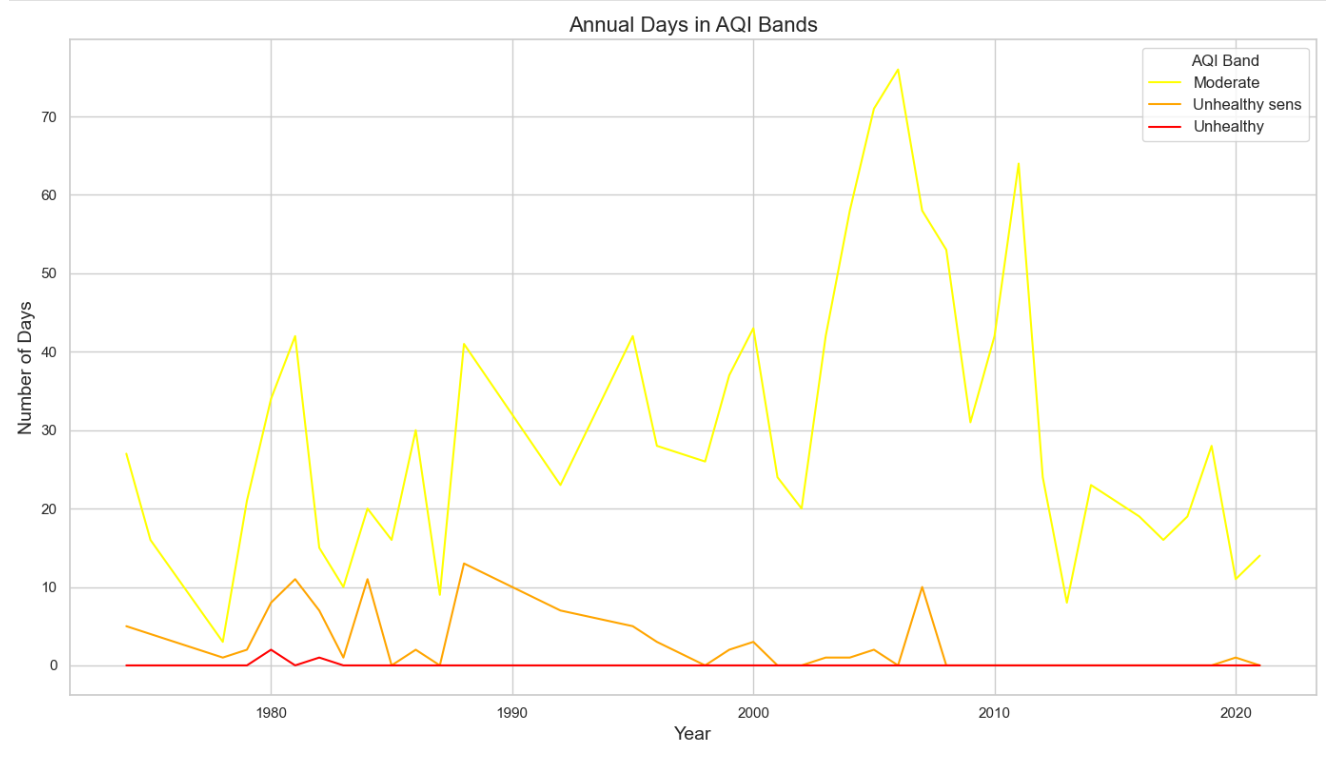 Annual Days in AQI Bands
AQI Band
Moderate
Unhealthy sens
Unhealthy
Number of Days
70
60
50
40
30
20
10
0
1980
1990
2000
2010
2020
Year